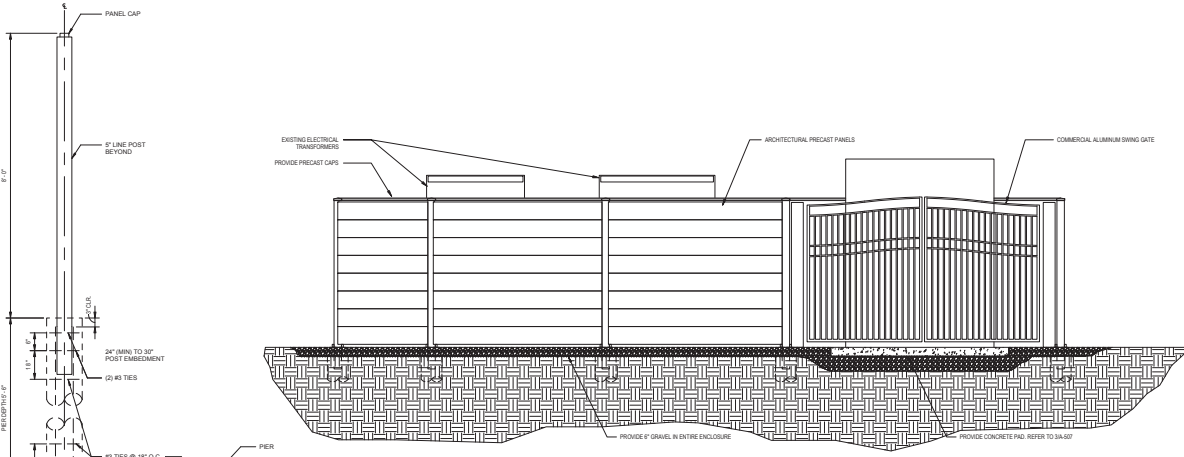 ℄
PANEL CAP
5" LINE POST
BEYOND
8'-0"
3" CLR.
6"
18"
24" (MIN) TO 30"
POST EMBEDMENT
(2) #3 TIES
PIER DEPTH 5'-6"
#3 TIES @ 18" O.C.
PIER
EXISTING ELECTRICAL
TRANSFORMERS
PROVIDE PRECAST CAPS
ARCHITECTURAL PRECAST PANELS
COMMERCIAL ALUMINUM SWING GATE
PROVIDE 6" GRAVEL IN ENTIRE ENCLOSURE
PROVIDE CONCRETE PAD. REFER TO 3/A-507